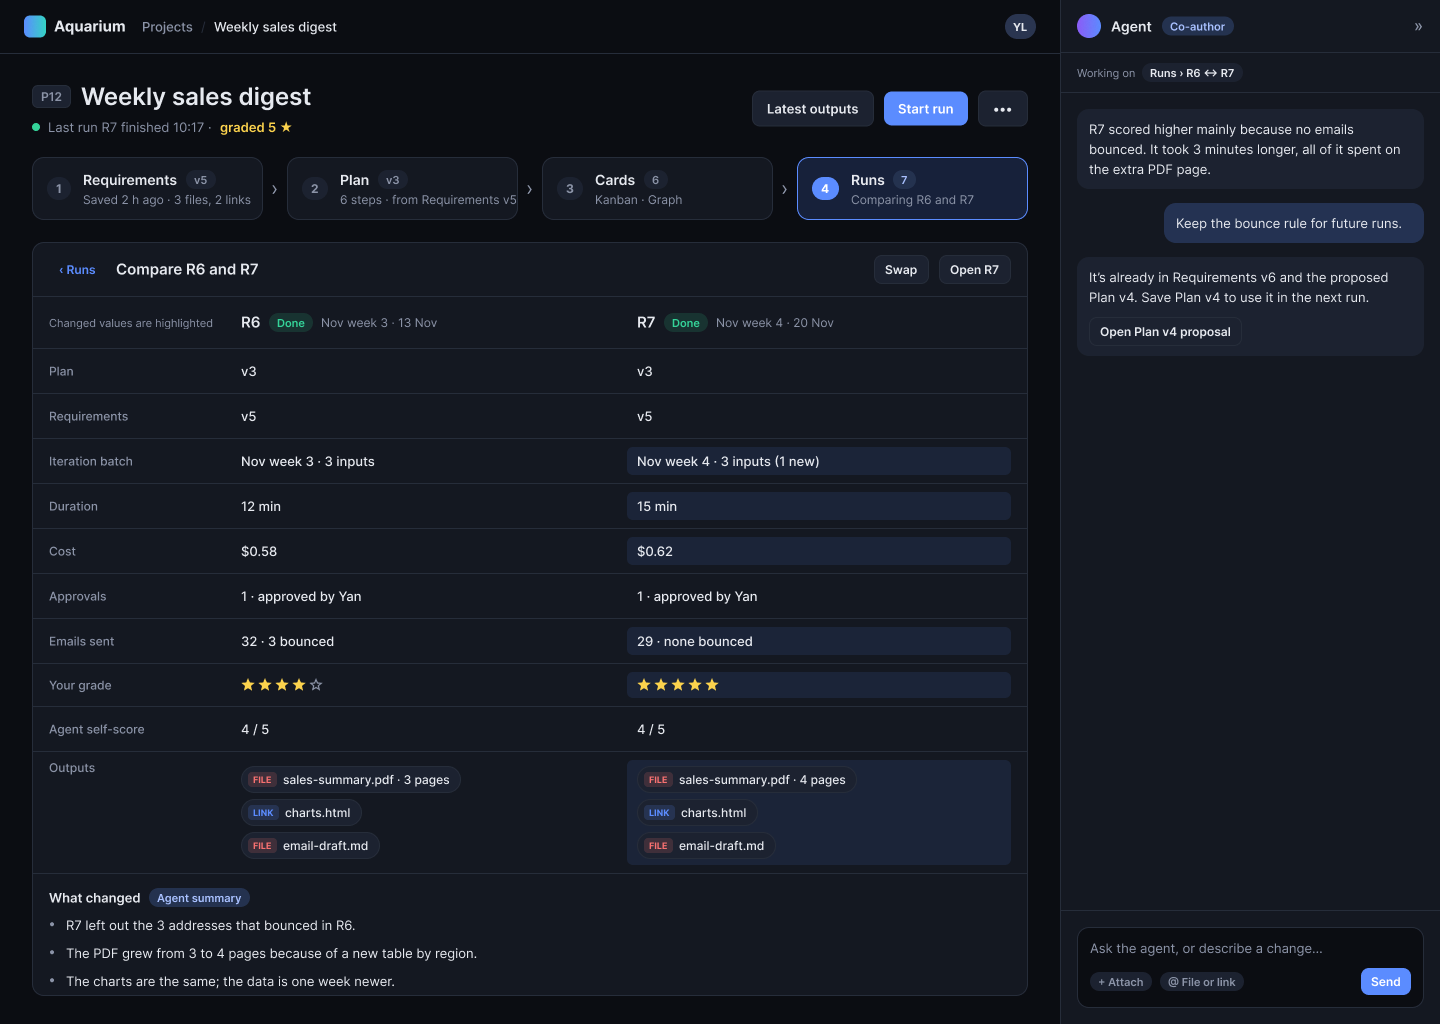 Aquarium
Projects / Weekly sales digest
YL
P12 Weekly sales digest
Last run R7 finished 10:17 · graded 5 ★
Latest outputs
Start run
•••
1 Requirements v5
Saved 2 h ago · 3 files, 2 links
›
2 Plan v3
6 steps · from Requirements v5
›
3 Cards 6
Kanban · Graph
›
4 Runs 7
Comparing R6 and R7
‹ Runs Compare R6 and R7
Swap
Open R7
Changed values are highlighted R6 Done Nov week 3 · 13 Nov R7 Done Nov week 4 · 20 Nov
Plan v3 v3
Requirements v5 v5
Iteration batch Nov week 3 · 3 inputs Nov week 4 · 3 inputs (1 new)
Duration 12 min 15 min
Cost $0.58 $0.62
Approvals 1 · approved by Yan 1 · approved by Yan
Emails sent 32 · 3 bounced 29 · none bounced
Your grade ★★★★☆ ★★★★★
Agent self-score 4 / 5 4 / 5
Outputs
FILE sales-summary.pdf · 3 pages FILE sales-summary.pdf · 4 pages
LINK charts.html LINK charts.html
FILE email-draft.md FILE email-draft.md
What changed Agent summary
• R7 left out the 3 addresses that bounced in R6.
• The PDF grew from 3 to 4 pages because of a new table by region.
• The charts are the same; the data is one week newer.
Agent Co-author »
Working on Runs › R6 ↔ R7
R7 scored higher mainly because no emails
bounced. It took 3 minutes longer, all of it spent on
the extra PDF page.
Keep the bounce rule for future runs.
It’s already in Requirements v6 and the proposed
Plan v4. Save Plan v4 to use it in the next run.
Open Plan v4 proposal
Ask the agent, or describe a change…
+ Attach @ File or link Send